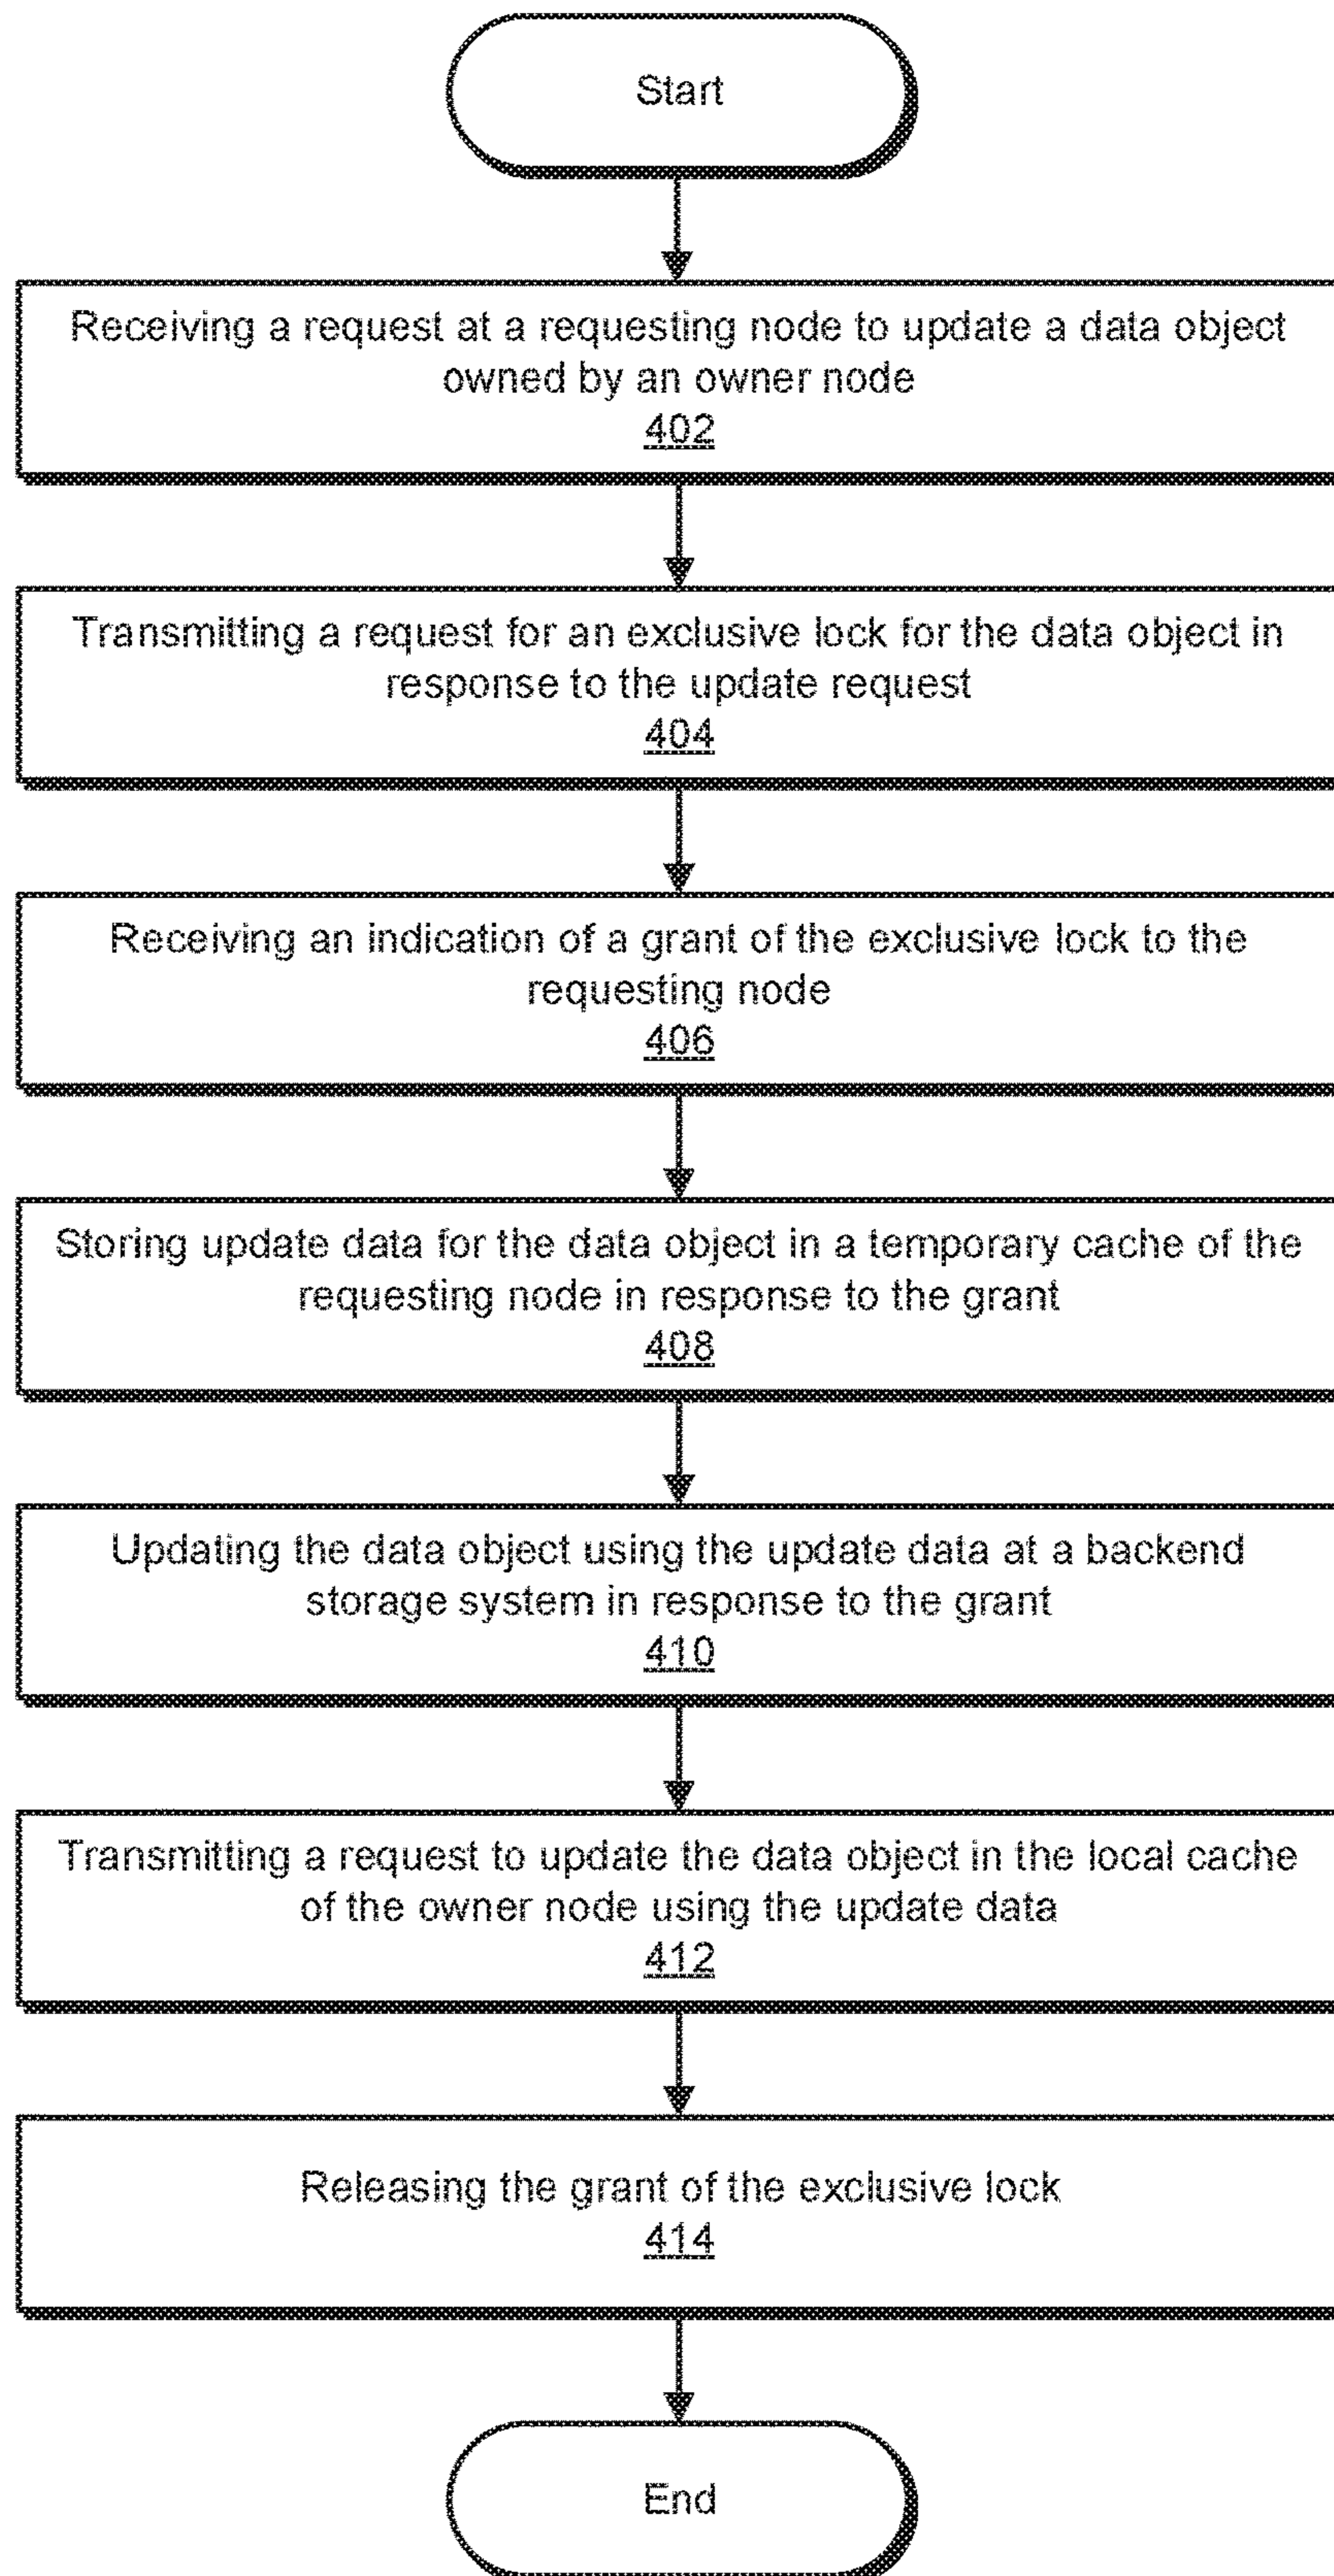 Start
Receiving a request at a requesting node to update a data object
owned by an owner node
402
Transmitting a request for an exclusive lock for the data object in
response to the update request
404
Receiving an indication of a grant of the exclusive lock to the
requesting node
406
Storing update data for the data object in a temporary cache of the
requesting node in response to the grant
408
Updating the data object using the update data at a backend
storage system in response to the grant
410
Transmitting a request to update the data object in the local cache
of the owner node using the update data
412
Releasing the grant of the exclusive lock
414
End